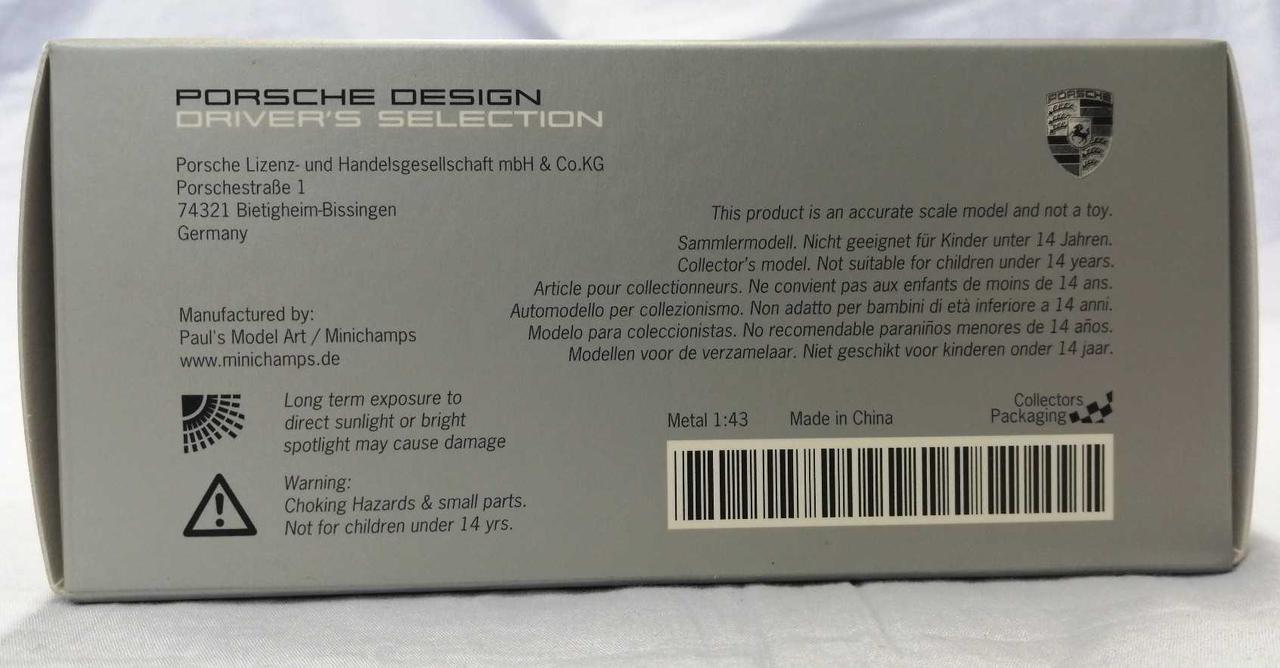 PORSCHE DESIGN
DRIVER'S SELECTION
Porsche Lizenz- und Handelsgesellschaft mbH & Co.KG
Porschestraße 1
74321 Bietigheim-Bissingen
Germany
Manufactured by:
Paul's Model Art / Minichamps
www.minichamps.de
Long term exposure to
direct sunlight or bright
spotlight may cause damage
Warning:
Choking Hazards & small parts.
Not for children under 14 yrs.
PORSCHE
This product is an accurate scale model and not a toy.
Sammlermodell. Nicht geeignet für Kinder unter 14 Jahren.
Collector's model. Not suitable for children under 14 years.
Article pour collectionneurs. Ne convient pas aux enfants de moins de 14 ans.
Automodello per collezionismo. Non adatto per bambini di età inferiore a 14 anni.
Modelo para coleccionistas. No recomendable paraniños menores de 14 años.
Modellen voor de verzamelaar. Niet geschikt voor kinderen onder 14 jaar.
Metal 1:43 Made in China
Collectors
Packaging